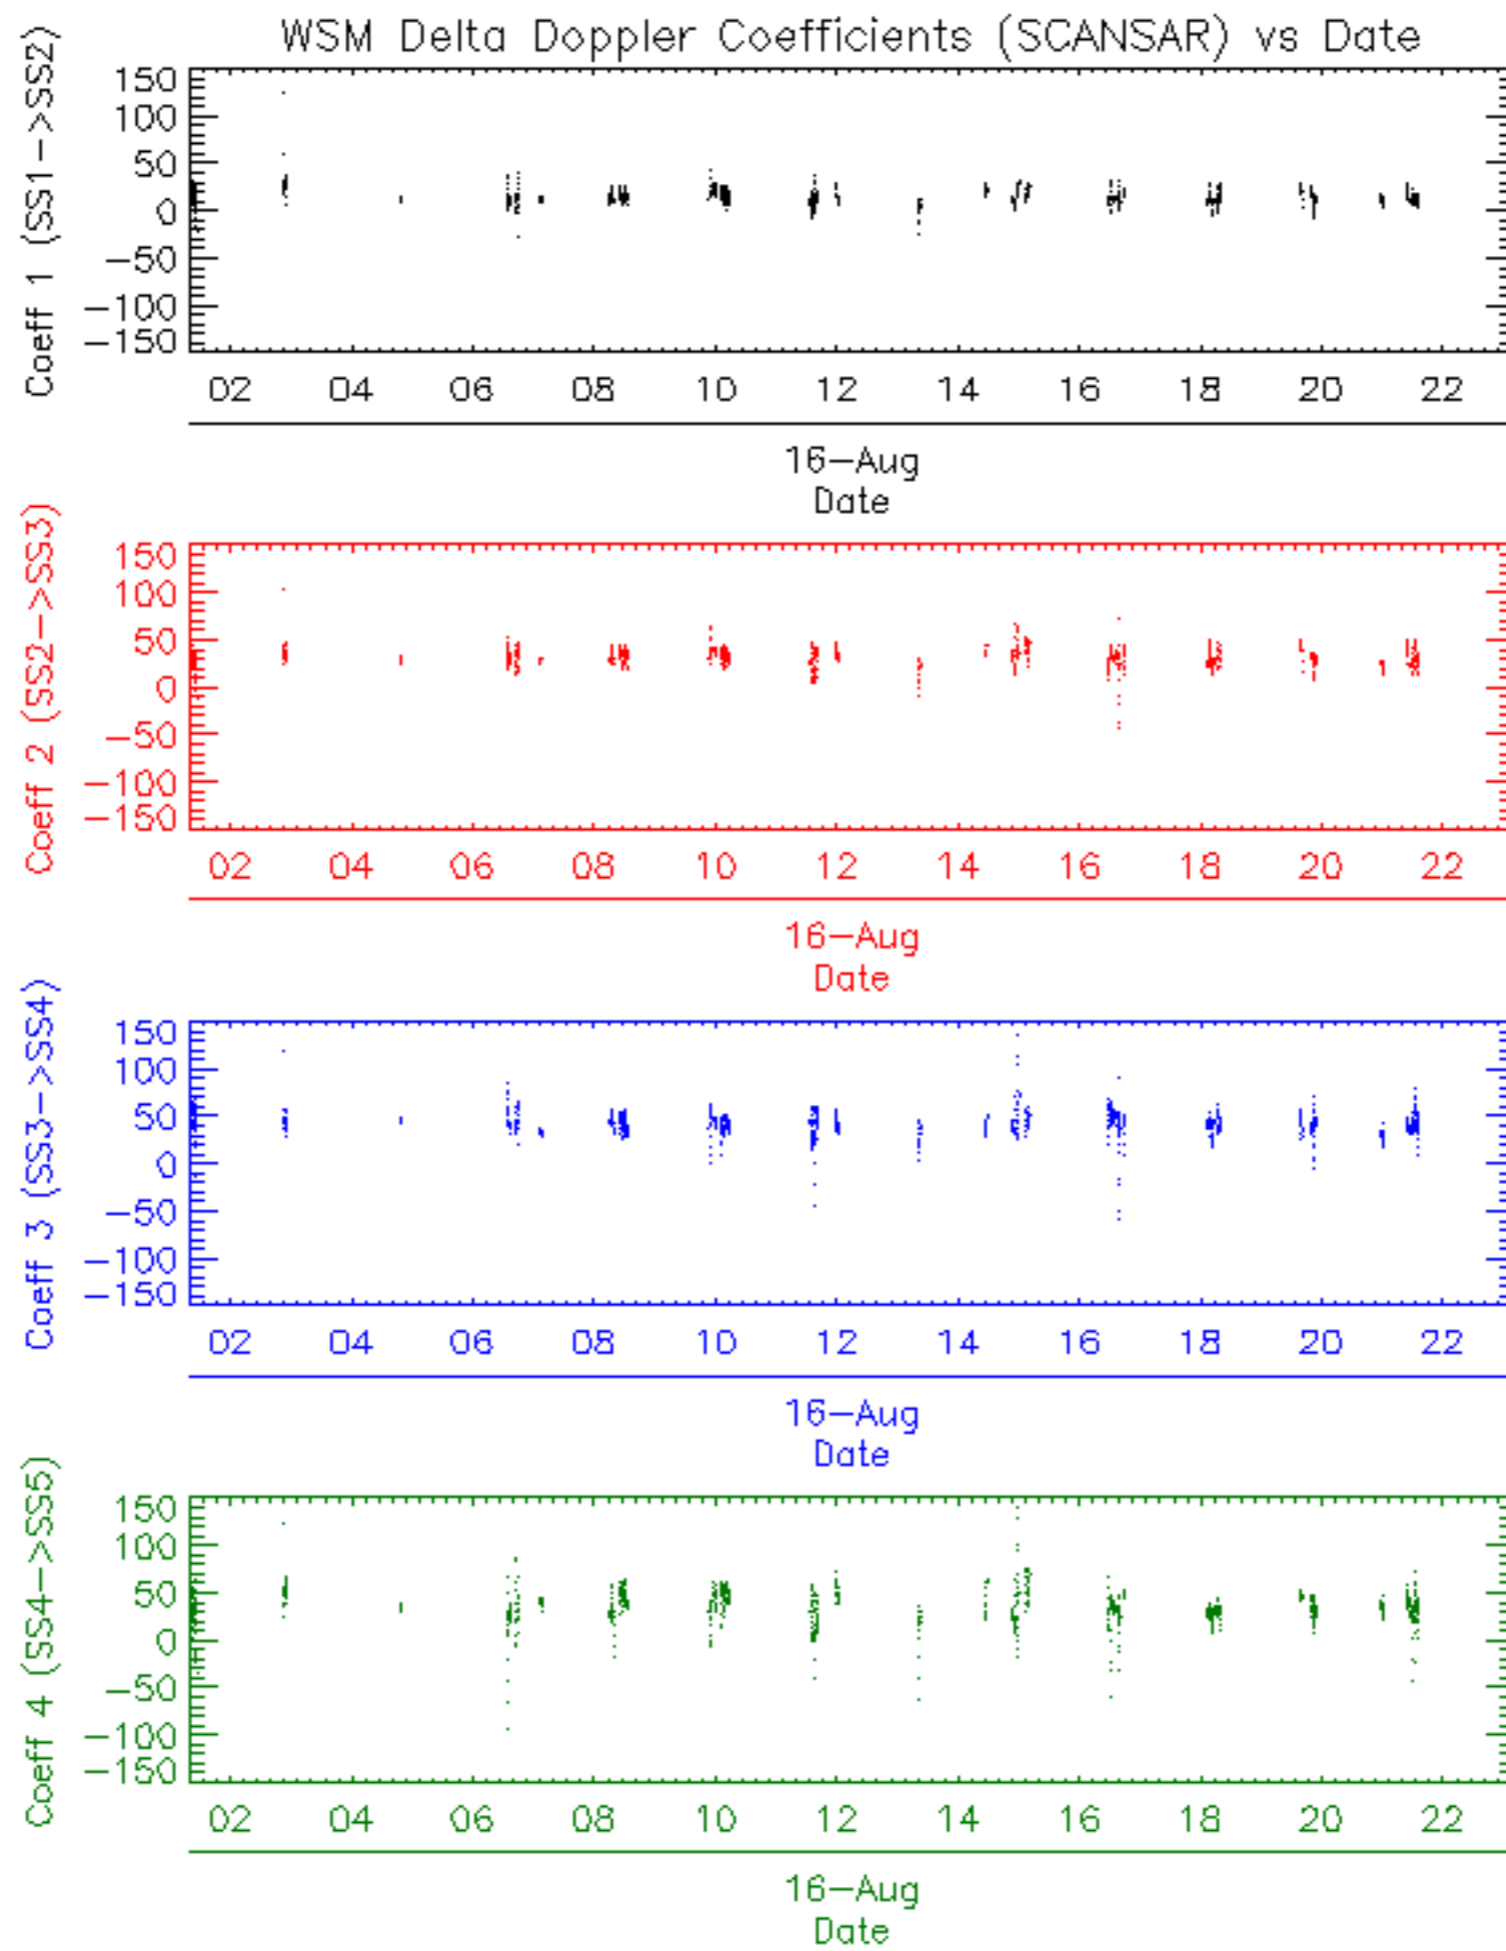 WSM Delta Doppler Coefficients (SCANSAR) vs Date
Coeff 1 (SS1->SS2)
150
100
50
0
-50
-100
-150
02 04 06 08 10 12 14 16 18 20 22
16-Aug
Date
Coeff 2 (SS2->SS3)
150
100
50
0
-50
-100
-150
02 04 06 08 10 12 14 16 18 20 22
16-Aug
Date
Coeff 3 (SS3->SS4)
150
100
50
0
-50
-100
-150
02 04 06 08 10 12 14 16 18 20 22
16-Aug
Date
Coeff 4 (SS4->SS5)
150
100
50
0
-50
-100
-150
02 04 06 08 10 12 14 16 18 20 22
16-Aug
Date